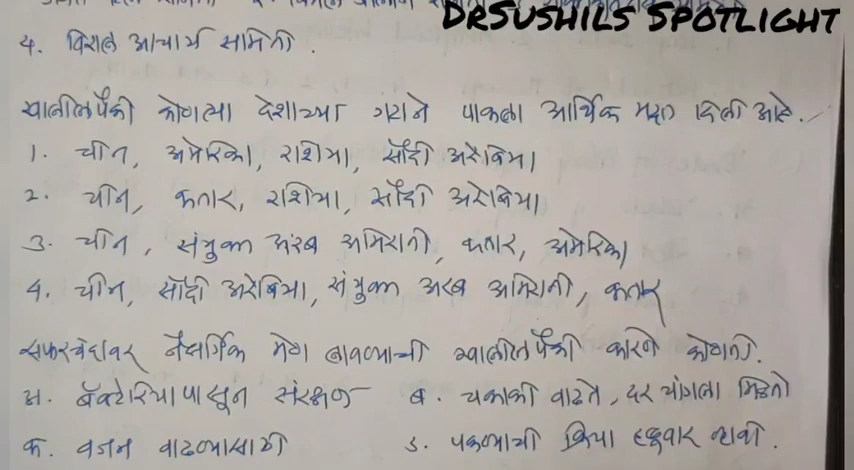 DRSUSHILS SPOTLIGHT
४. विराल आचार्य समिती.
खालीलपैकी कोणत्या देशाच्या गटाने पाकला आर्थिक मदत दिली आहे.
1. चीन, अमेरिका, रशिया, सौदी अरेबिया
2. चीन, कतार, रशिया, सौदी अरेबिया
3. चीन, संयुक्त अरब अमिराती, कतार, अमेरिका
4. चीन, सौदी अरेबिया, संयुक्त अरब अमिराती, कतार
सफरचंदावर नैसर्गिक मेण लावण्याची खालीलपैकी कारणे कोणती.
अ. बॅक्टेरियापासून संरक्षण ब. चकाकी वाढते, दर चांगला मिळतो
क. वजन वाढण्यासाठी ड. पकण्याची क्रिया हळुवार व्हावी.